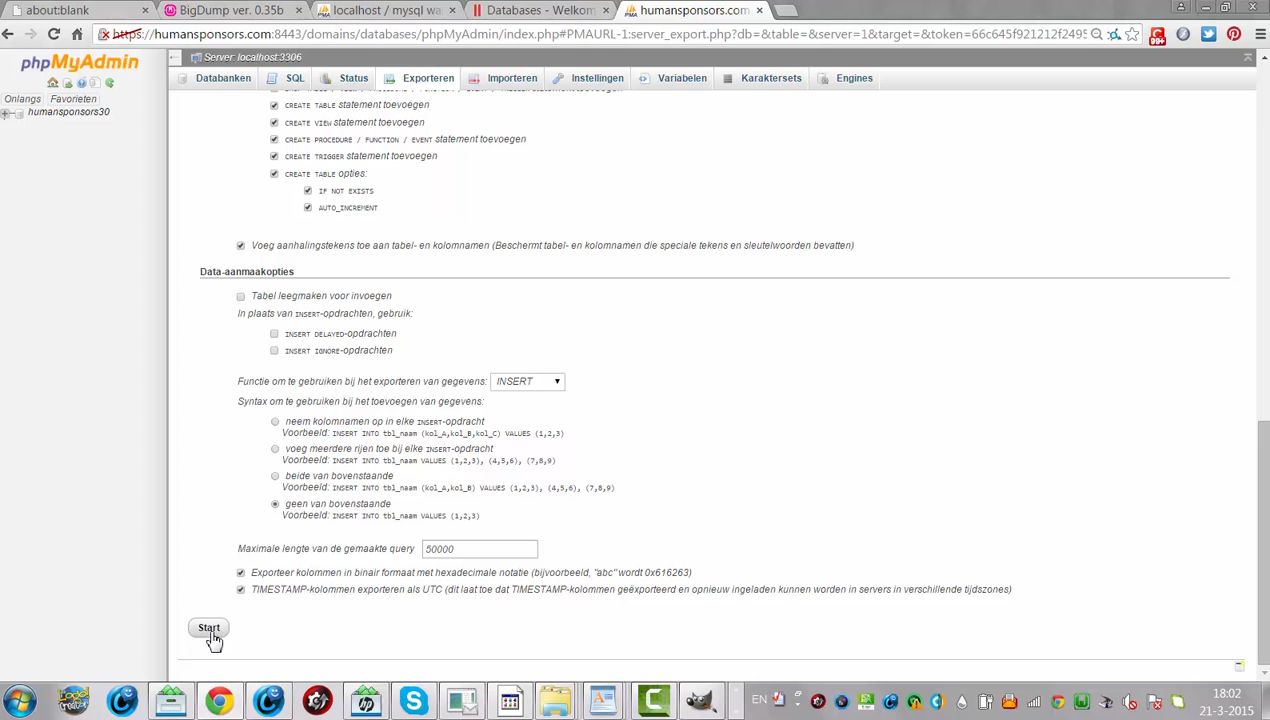 about:blank
BigDump ver. 0.35b
localhost / mysql wa
Databases - Welkom
humansponsors.com
https://humansponsors.com:8443/domains/databases/phpMyAdmin/index.php#PMAURL-1:server_export.php?db=&table=&server=1&target=&token=66c645f921212f2495
99+
phpMyAdmin
Onlangs
Favorieten
humansponsors30
Server: localhost:3306
Databanken
SQL
Status
Exporteren
Importeren
Instellingen
Variabelen
Karaktersets
Engines
CREATE TABLE statement toevoegen
CREATE VIEW statement toevoegen
CREATE PROCEDURE / FUNCTION / EVENT statement toevoegen
CREATE TRIGGER statement toevoegen
CREATE TABLE opties:
IF NOT EXISTS
AUTO_INCREMENT
Voeg aanhalingstekens toe aan tabel- en kolomnamen (Beschermt tabel- en kolomnamen die speciale tekens en sleutelwoorden bevatten)
Data-aanmaakopties
Tabel leegmaken voor invoegen
In plaats van INSERT-opdrachten, gebruik:
INSERT DELAYED-opdrachten
INSERT IGNORE-opdrachten
Functie om te gebruiken bij het exporteren van gegevens: INSERT
Syntax om te gebruiken bij het toevoegen van gegevens:
neem kolomnamen op in elke INSERT-opdracht
Voorbeeld: INSERT INTO tbl_naam (kol_A,kol_B,kol_C) VALUES (1,2,3)
voeg meerdere rijen toe bij elke INSERT-opdracht
Voorbeeld: INSERT INTO tbl_naam VALUES (1,2,3), (4,5,6), (7,8,9)
beide van bovenstaande
Voorbeeld: INSERT INTO tbl_naam (kol_A,kol_B) VALUES (1,2,3), (4,5,6), (7,8,9)
geen van bovenstaande
Voorbeeld: INSERT INTO tbl_naam VALUES (1,2,3)
Maximale lengte van de gemaakte query 50000
Exporteer kolommen in binair formaat met hexadecimale notatie (bijvoorbeeld, "abc" wordt 0x616263)
TIMESTAMP-kolommen exporteren als UTC (dit laat toe dat TIMESTAMP-kolommen geëxporteerd en opnieuw ingeladen kunnen worden in servers in verschillende tijdszones)
Start
EN
18:02
21-3-2015